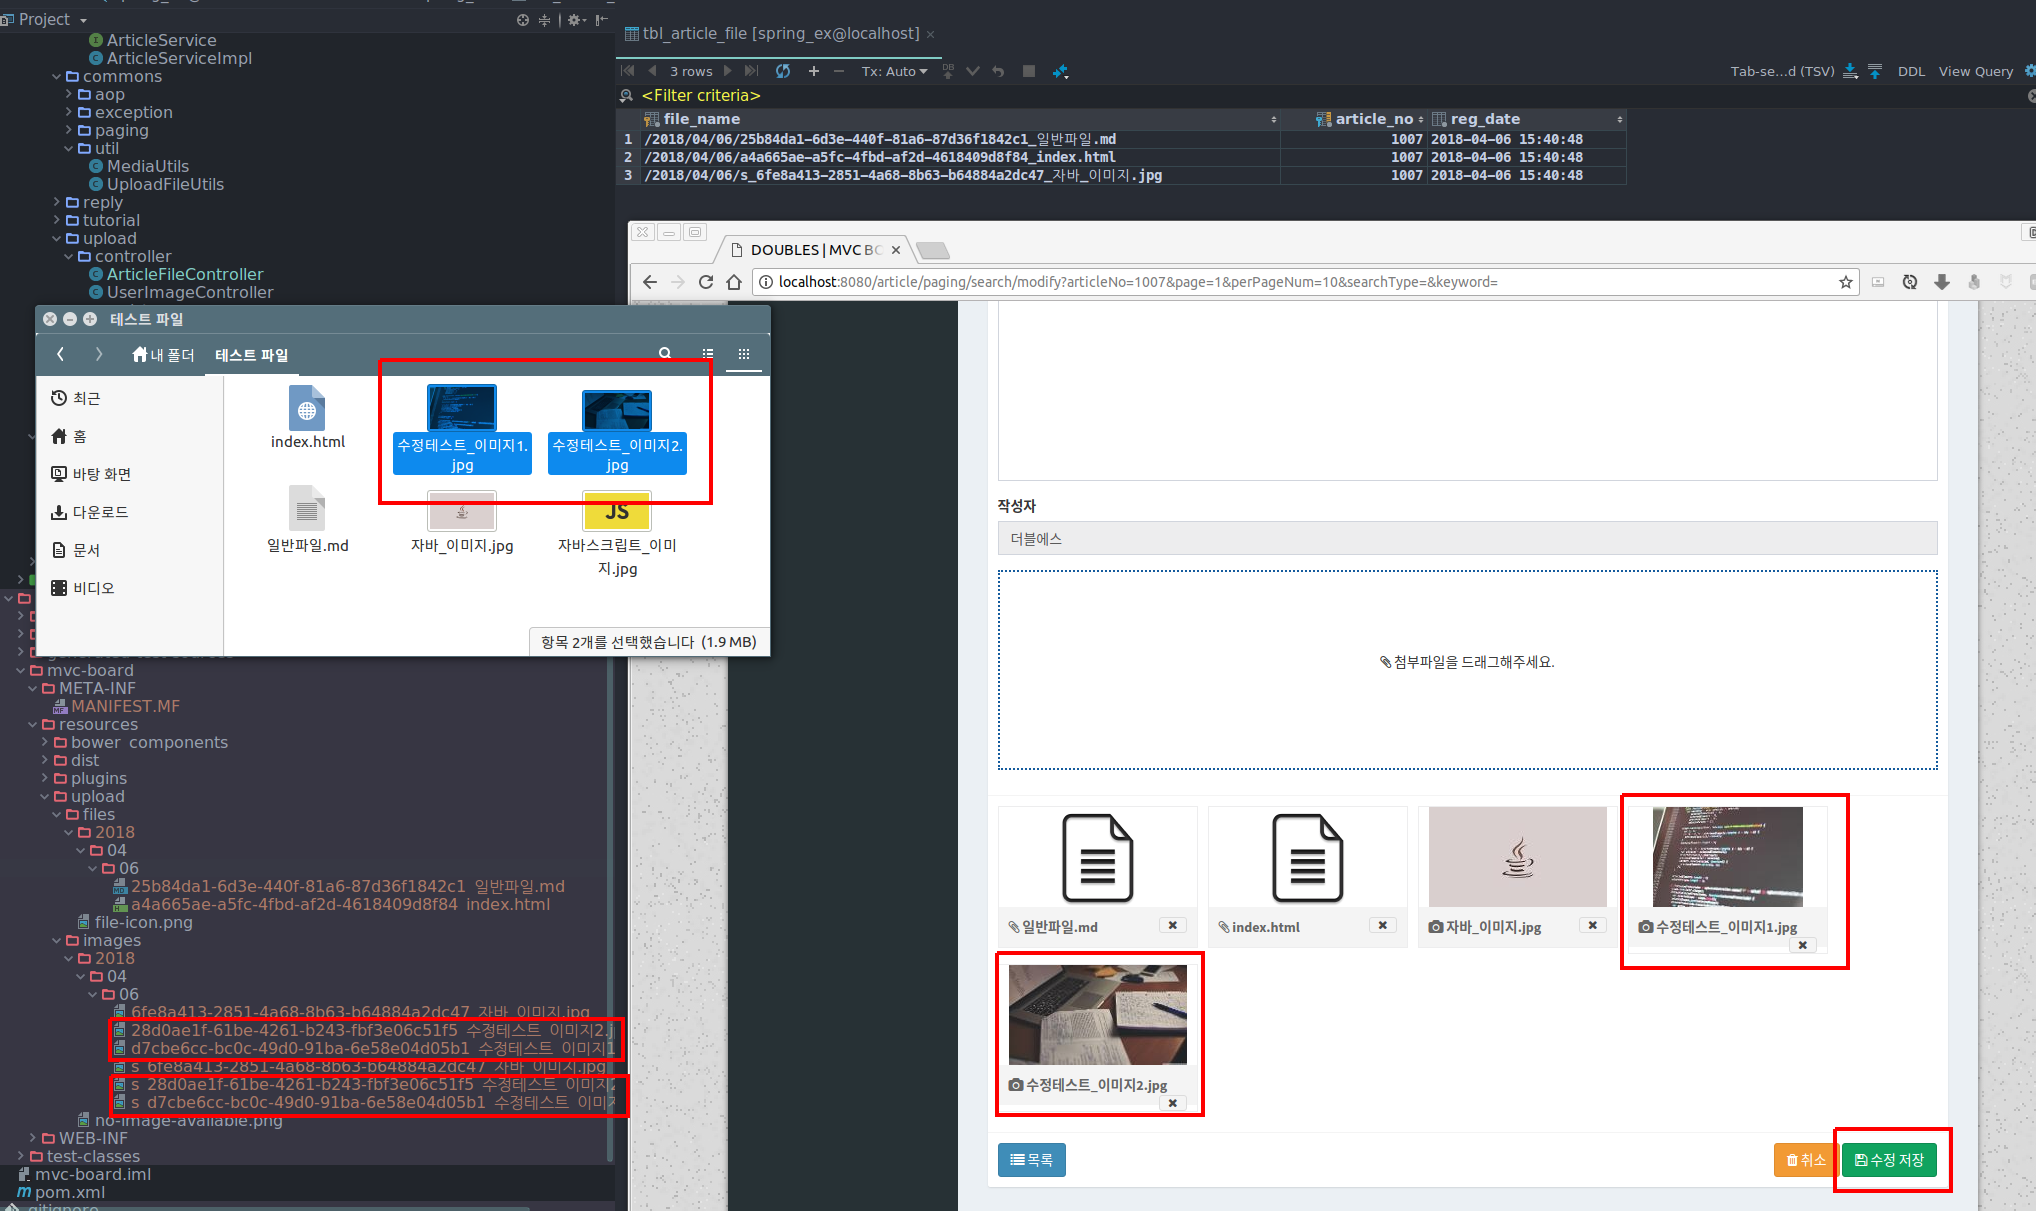 Project
ArticleService
ArticleServiceImpl
commons
aop
exception
paging
util
MediaUtils
UploadFileUtils
reply
tutorial
upload
controller
ArticleFileController
UserImageController
mvc-board
META-INF
MANIFEST.MF
resources
bower_components
dist
plugins
upload
files
2018
04
06
25b84da1-6d3e-440f-81a6-87d36f1842c1_일반파일.md
a4a665ae-a5fc-4fbd-af2d-4618409d8f84_index.html
file-icon.png
images
2018
04
06
6fe8a413-2851-4a68-8b63-b64884a2dc47_자바_이미지.jpg
28d0ae1f-61be-4261-b243-fbf3e06c51f5_수정테스트_이미지2.j
d7cbe6cc-bc0c-49d0-91ba-6e58e04d05b1_수정테스트_이미지1
s_6fe8a413-2851-4a68-8b63-b64884a2dc47_자바_이미지.jpg
s_28d0ae1f-61be-4261-b243-fbf3e06c51f5_수정테스트_이미지2
s_d7cbe6cc-bc0c-49d0-91ba-6e58e04d05b1_수정테스트_이미지
no-image-available.png
WEB-INF
test-classes
mvc-board.iml
pom.xml
.gitignore
tbl_article_file [spring_ex@localhost]
3 rows Tx: Auto DB Tab-se...d (TSV) DDL View Query
<Filter criteria>
file_name article_no reg_date
1 /2018/04/06/25b84da1-6d3e-440f-81a6-87d36f1842c1_일반파일.md 1007 2018-04-06 15:40:48
2 /2018/04/06/a4a665ae-a5fc-4fbd-af2d-4618409d8f84_index.html 1007 2018-04-06 15:40:48
3 /2018/04/06/s_6fe8a413-2851-4a68-8b63-b64884a2dc47_자바_이미지.jpg 1007 2018-04-06 15:40:48
테스트 파일
내 폴더 테스트 파일
최근
홈
바탕 화면
다운로드
문서
비디오
index.html
수정테스트_이미지1.
jpg
수정테스트_이미지2.
jpg
일반파일.md
자바_이미지.jpg
JS
자바스크립트_이미
지.jpg
항목 2개를 선택했습니다 (1.9 MB)
DOUBLES | MVC BO
localhost:8080/article/paging/search/modify?articleNo=1007&page=1&perPageNum=10&searchType=&keyword=
작성자
더블에스
첨부파일을 드래그해주세요.
일반파일.md
index.html
자바_이미지.jpg
수정테스트_이미지1.jpg
수정테스트_이미지2.jpg
목록
취소
수정 저장